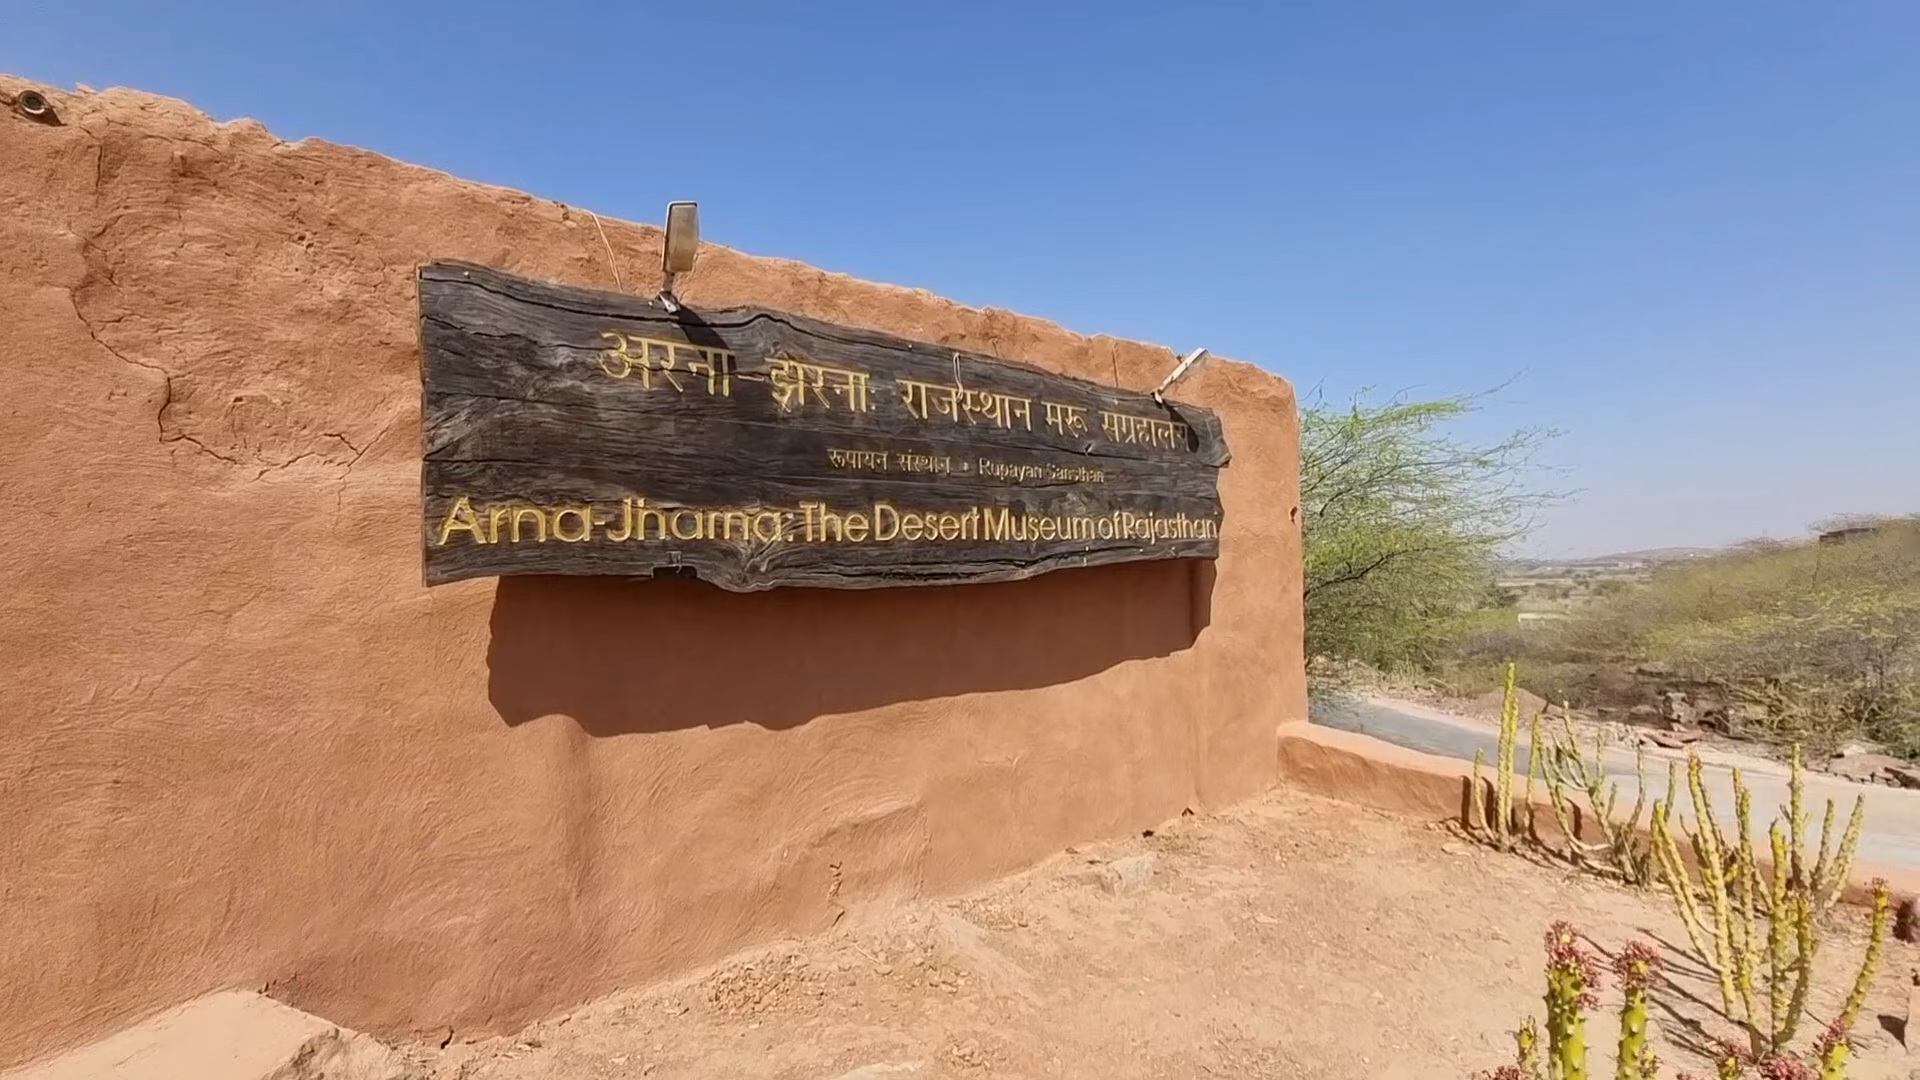 अरना-झरना: राजस्थान मरू संग्रहालय
रूपायन संस्थान - Rupayan Sansthan
Arna-Jharna: The Desert Museum of Rajasthan